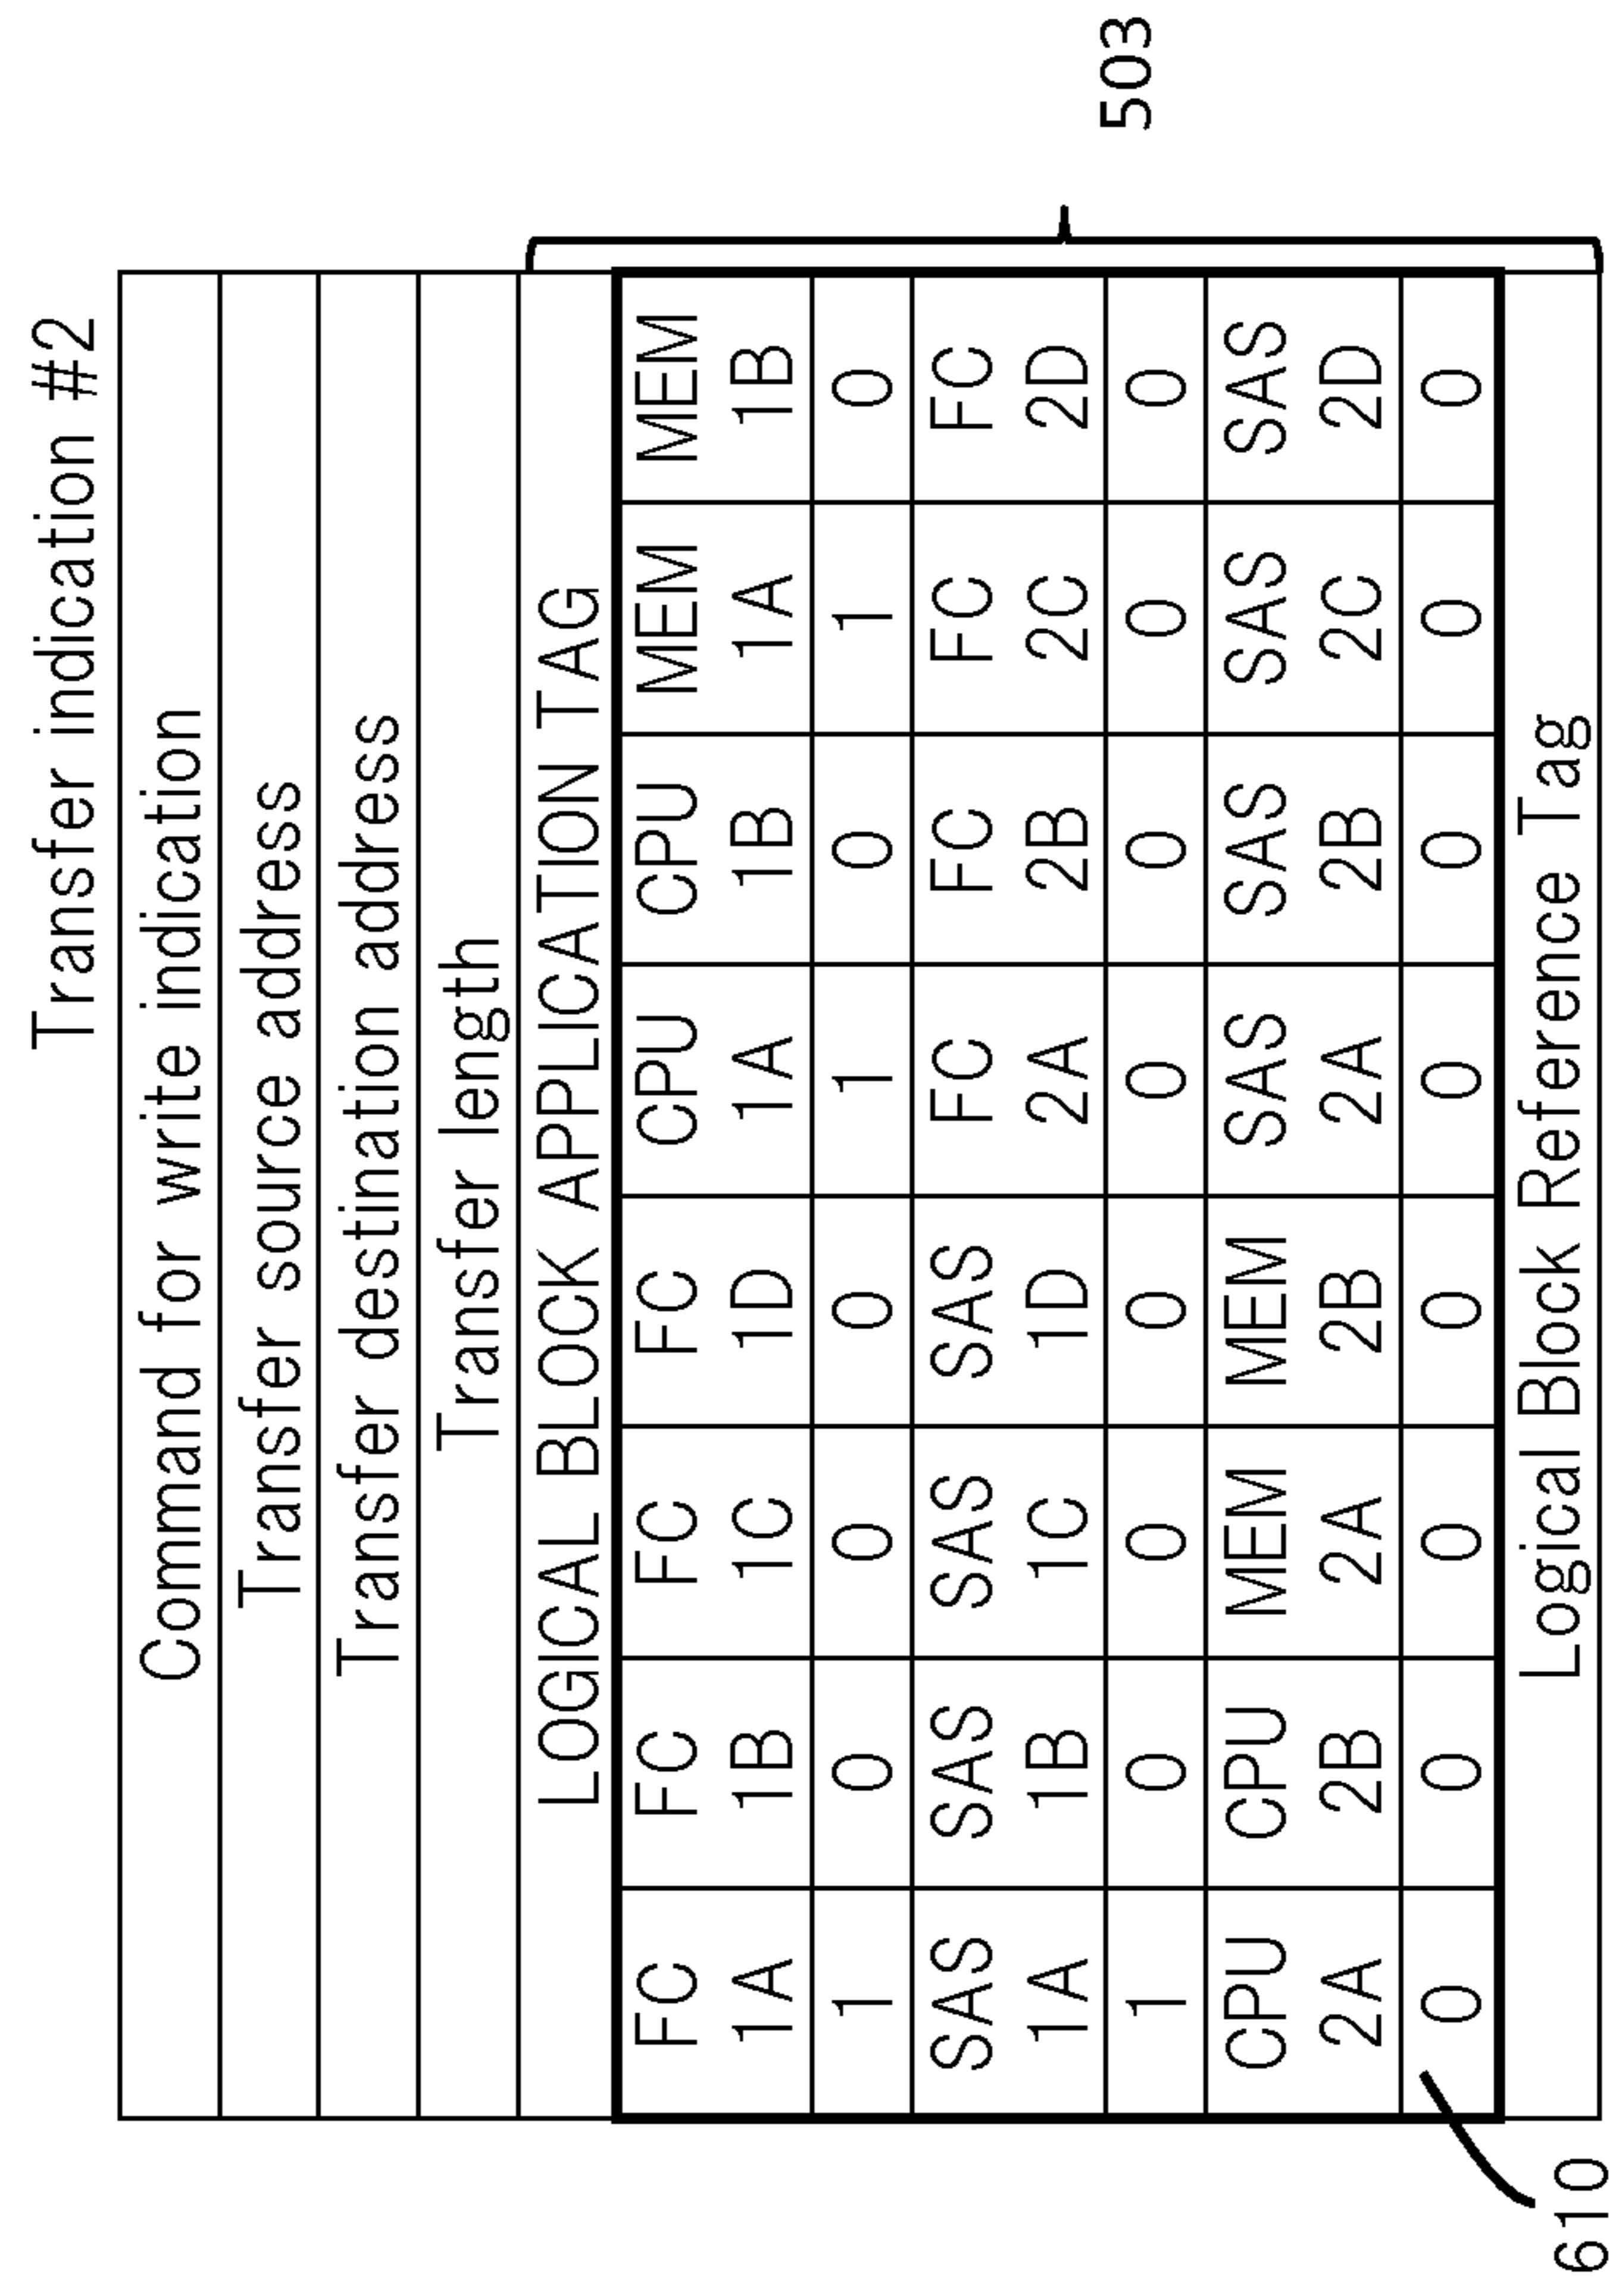 Transfer indication #2
Command for write indication
Transfer source address
Transfer destination address
Transfer length
LOGICAL BLOCK APPLICATION TAG
FC FC FC FC CPU CPU MEM MEM
1A 1B 1C 1D 1A 1B 1A 1B
1 0 0 0 1 0 1 0
SAS SAS SAS SAS FC FC FC FC
1A 1B 1C 1D 2A 2B 2C 2D
1 0 0 0 0 0 0 0
CPU CPU MEM MEM SAS SAS SAS SAS
2A 2B 2A 2B 2A 2B 2C 2D
0 0 0 0 0 0 0 0
Logical Block Reference Tag
503
610